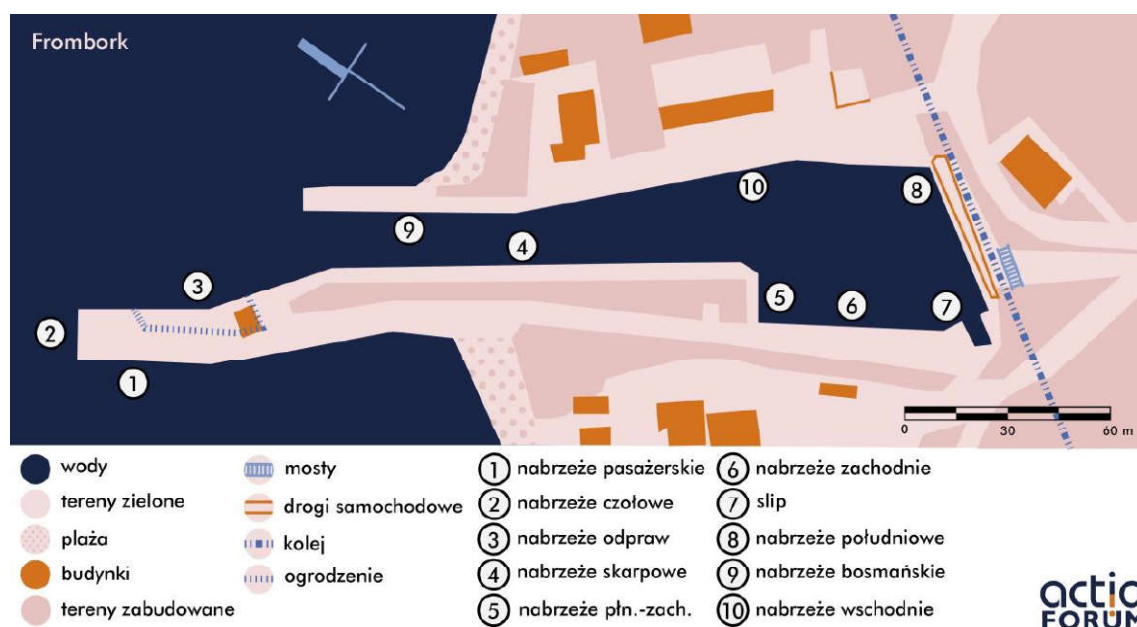 Frombork
3
9
4
10
8
2
1
5
6
7
0 30 60 m
wody
tereny zielone
plaża
budynki
tereny zabudowane
mosty
drogi samochodowe
kolej
ogrodzenie
1 nabrzeże pasażerskie
2 nabrzeże czołowe
3 nabrzeże odpraw
4 nabrzeże skarpowe
5 nabrzeże płn.-zach.
6 nabrzeże zachodnie
7 slip
8 nabrzeże południowe
9 nabrzeże bosmańskie
10 nabrzeże wschodnie
actia
FORUM